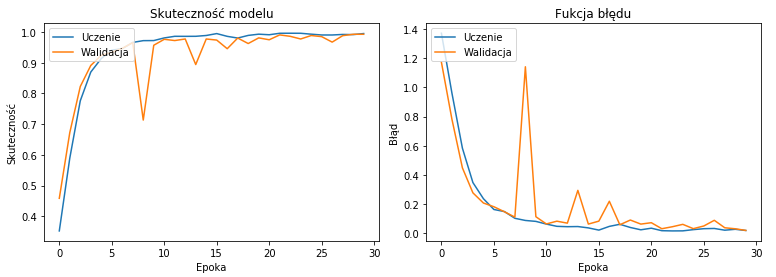 Skuteczność modelu
Uczenie
Walidacja
1.0
0.9
0.8
0.7
0.6
0.5
0.4
Skuteczność
0
5
10
15
20
25
30
Epoka
Fukcja błędu
Uczenie
Walidacja
1.4
1.2
1.0
0.8
0.6
0.4
0.2
0.0
Błąd
0
5
10
15
20
25
30
Epoka